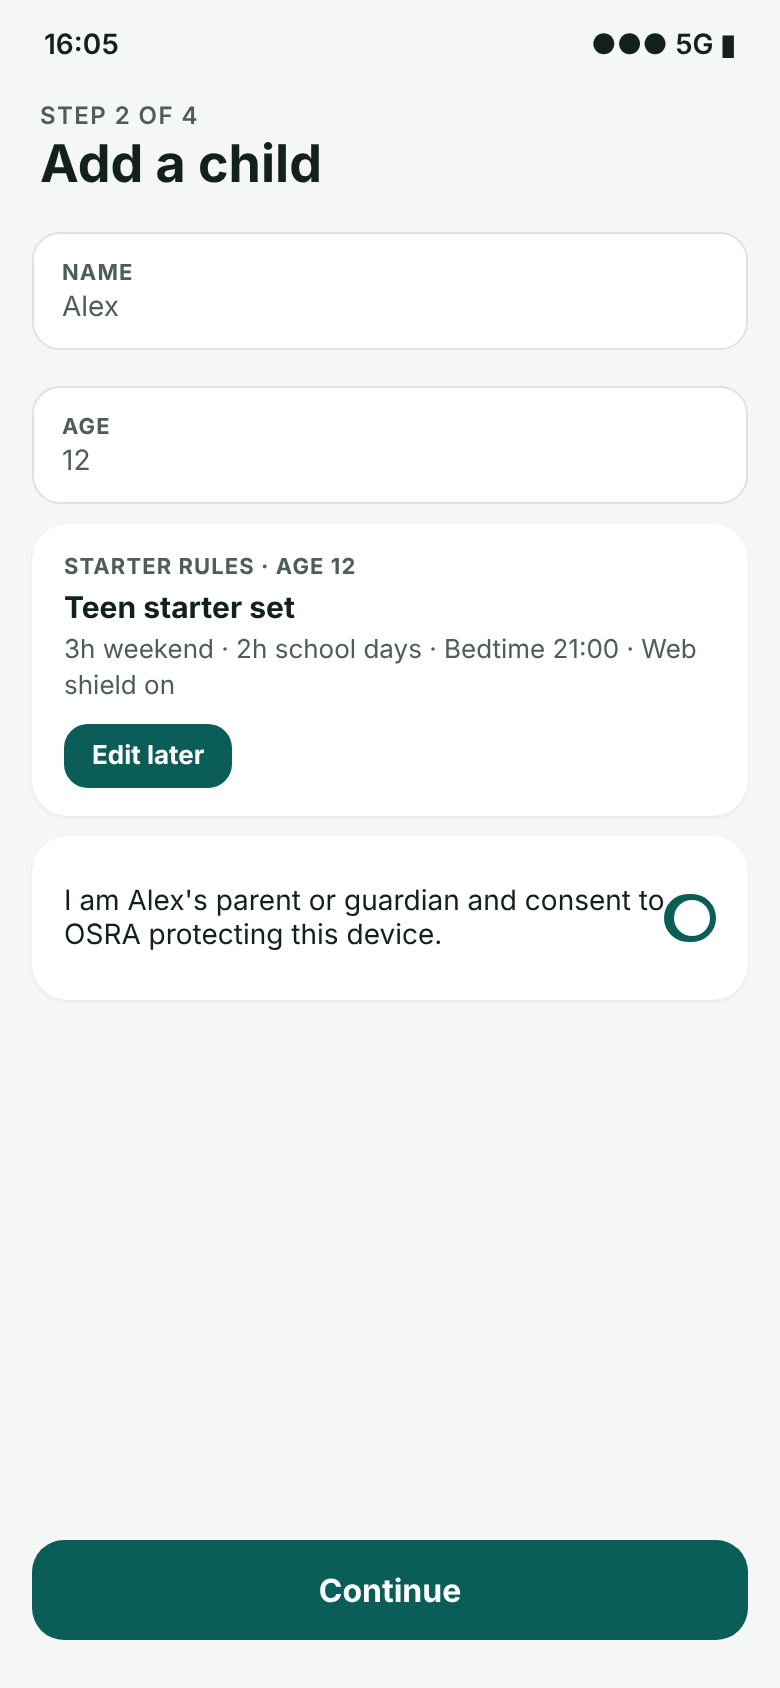 16:05
5G
STEP 2 OF 4
Add a child
NAME
Alex
AGE
12
STARTER RULES · AGE 12
Teen starter set
3h weekend · 2h school days · Bedtime 21:00 · Web
shield on
Edit later
I am Alex's parent or guardian and consent to
OSRA protecting this device.
Continue